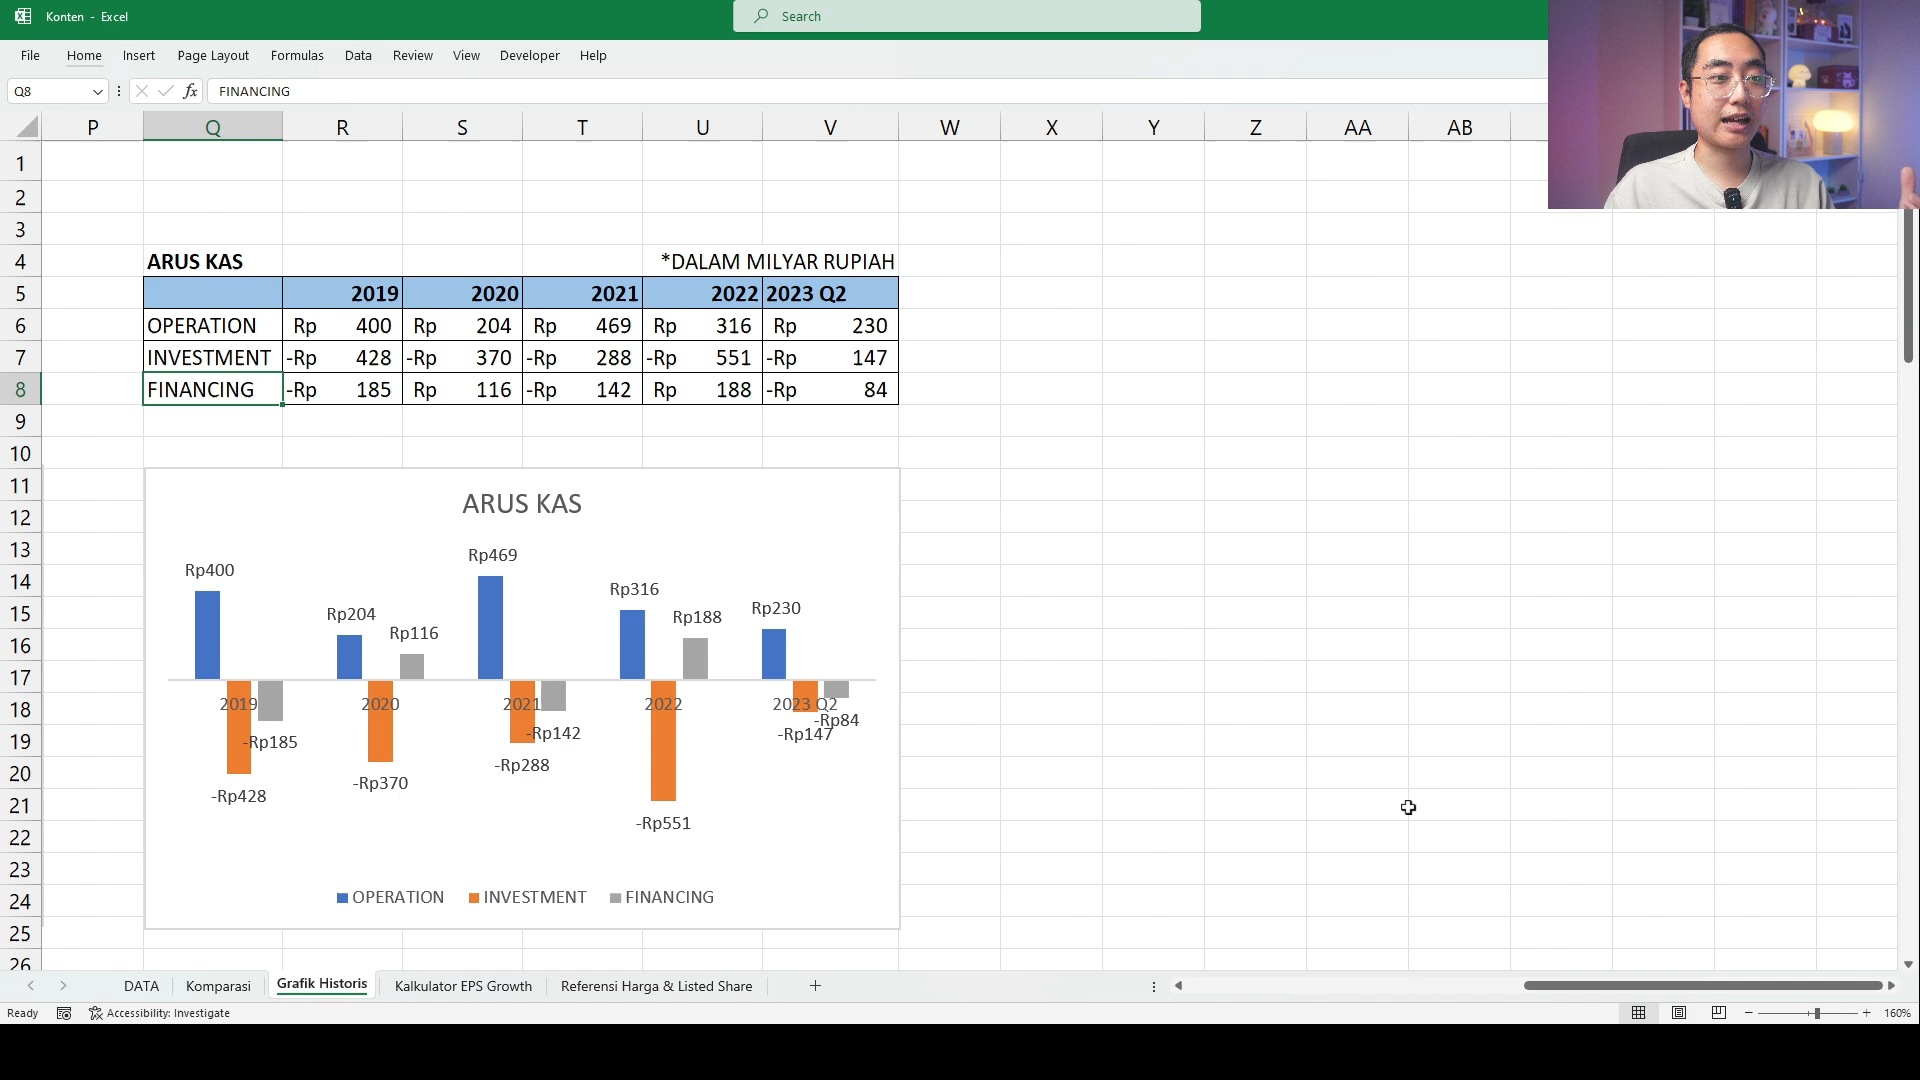 Konten - Excel
Search
File Home Insert Page Layout Formulas Data Review View Developer Help
Q8 fx FINANCING
P Q R S T U V W X Y Z AA AB
1
2
3
4 ARUS KAS *DALAM MILYAR RUPIAH
5 2019 2020 2021 2022 2023 Q2
6 OPERATION Rp 400 Rp 204 Rp 469 Rp 316 Rp 230
7 INVESTMENT -Rp 428 -Rp 370 -Rp 288 -Rp 551 -Rp 147
8 FINANCING -Rp 185 Rp 116 -Rp 142 Rp 188 -Rp 84
9
10
11
12
13
14
15
16
17
18
19
20
21
22
23
24
25
26
ARUS KAS
Rp469
Rp400
Rp316
Rp230
Rp204
Rp188
Rp116
2019 2020 2021 2022 2023 Q2
-Rp84
-Rp142
-Rp147
-Rp185
-Rp288
-Rp370
-Rp428
-Rp551
OPERATION INVESTMENT FINANCING
DATA Komparasi Grafik Historis Kalkulator EPS Growth Referensi Harga & Listed Share +
Ready Accessibility: Investigate 160%